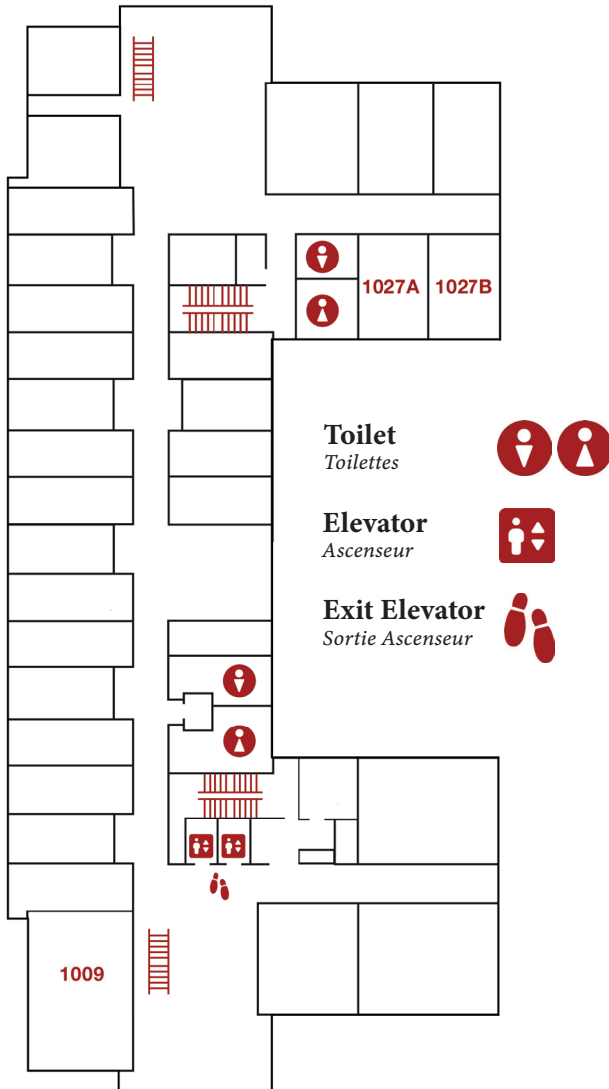 1027A 1027B
Toilet
Toilettes
Elevator
Ascenseur
Exit Elevator
Sortie Ascenseur
1009